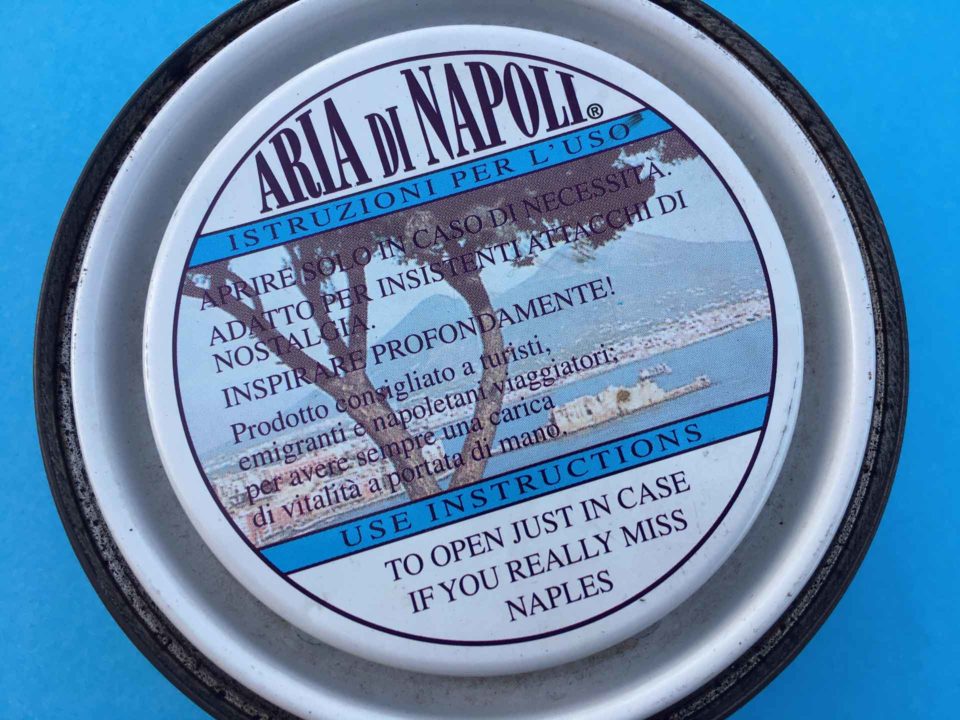 ARIA DI NAPOLI®
ISTRUZIONI PER L'USO
APRIRE SOLO IN CASO DI NECESSITÀ.
ADATTO PER INSISTENTI ATTACCHI DI
NOSTALGIA.
INSPIRARE PROFONDAMENTE!
Prodotto consigliato a turisti,
emigranti e napoletani viaggiatori;
per avere sempre una carica
di vitalità a portata di mano.
USE INSTRUCTIONS
TO OPEN JUST IN CASE
IF YOU REALLY MISS
NAPLES